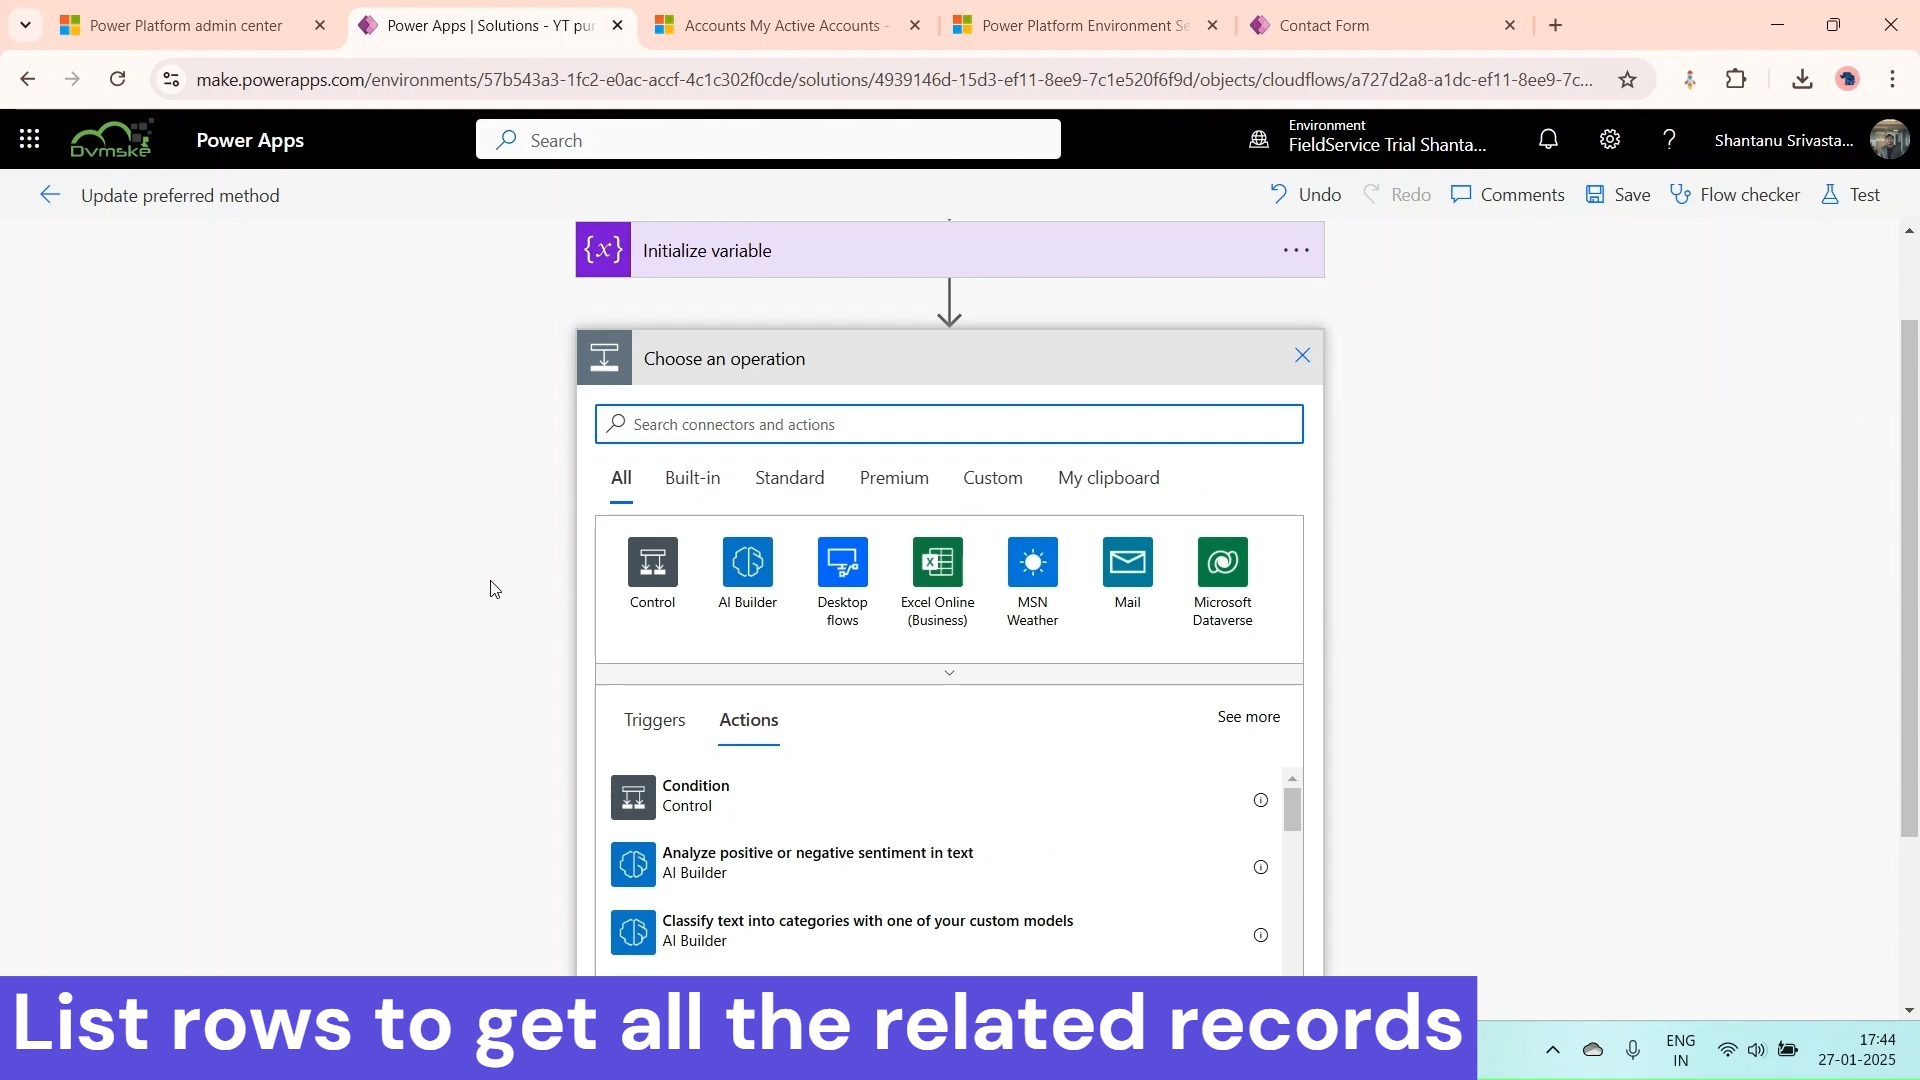 Power Platform admin center
Power Apps | Solutions - YT pur
Accounts My Active Accounts -
Power Platform Environment Se
Contact Form
make.powerapps.com/environments/57b543a3-1fc2-e0ac-accf-4c1c302f0cde/solutions/4939146d-15d3-ef11-8ee9-7c1e520f6f9d/objects/cloudflows/a727d2a8-a1dc-ef11-8ee9-7c...
Dvmske
Power Apps
Search
Environment
FieldService Trial Shanta...
Shantanu Srivasta...
Update preferred method
Undo
Redo
Comments
Save
Flow checker
Test
{x}
Initialize variable
Choose an operation
Search connectors and actions
All
Built-in
Standard
Premium
Custom
My clipboard
Control
AI Builder
Desktop
flows
Excel Online
(Business)
MSN
Weather
Mail
Microsoft
Dataverse
Triggers
Actions
See more
Condition
Control
Analyze positive or negative sentiment in text
AI Builder
Classify text into categories with one of your custom models
AI Builder
List rows to get all the related records
ENG
IN
17:44
27-01-2025